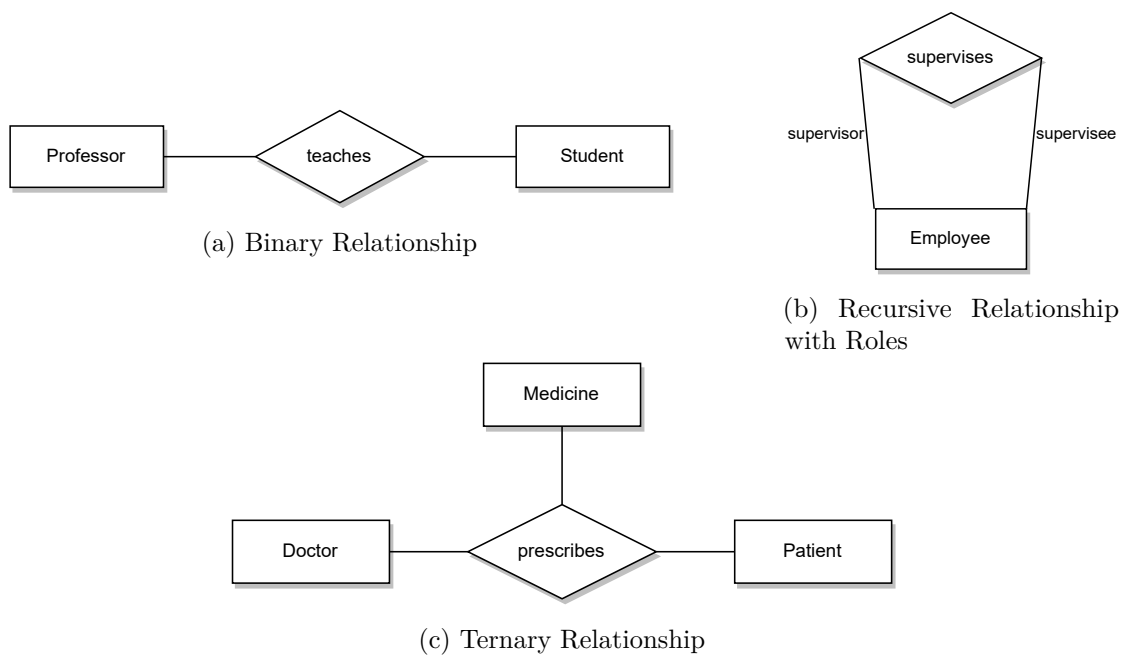 Professor
teaches
Student
(a) Binary Relationship
supervises
supervisor
supervisee
Employee
(b) Recursive Relationship
with Roles
Medicine
Doctor
prescribes
Patient
(c) Ternary Relationship